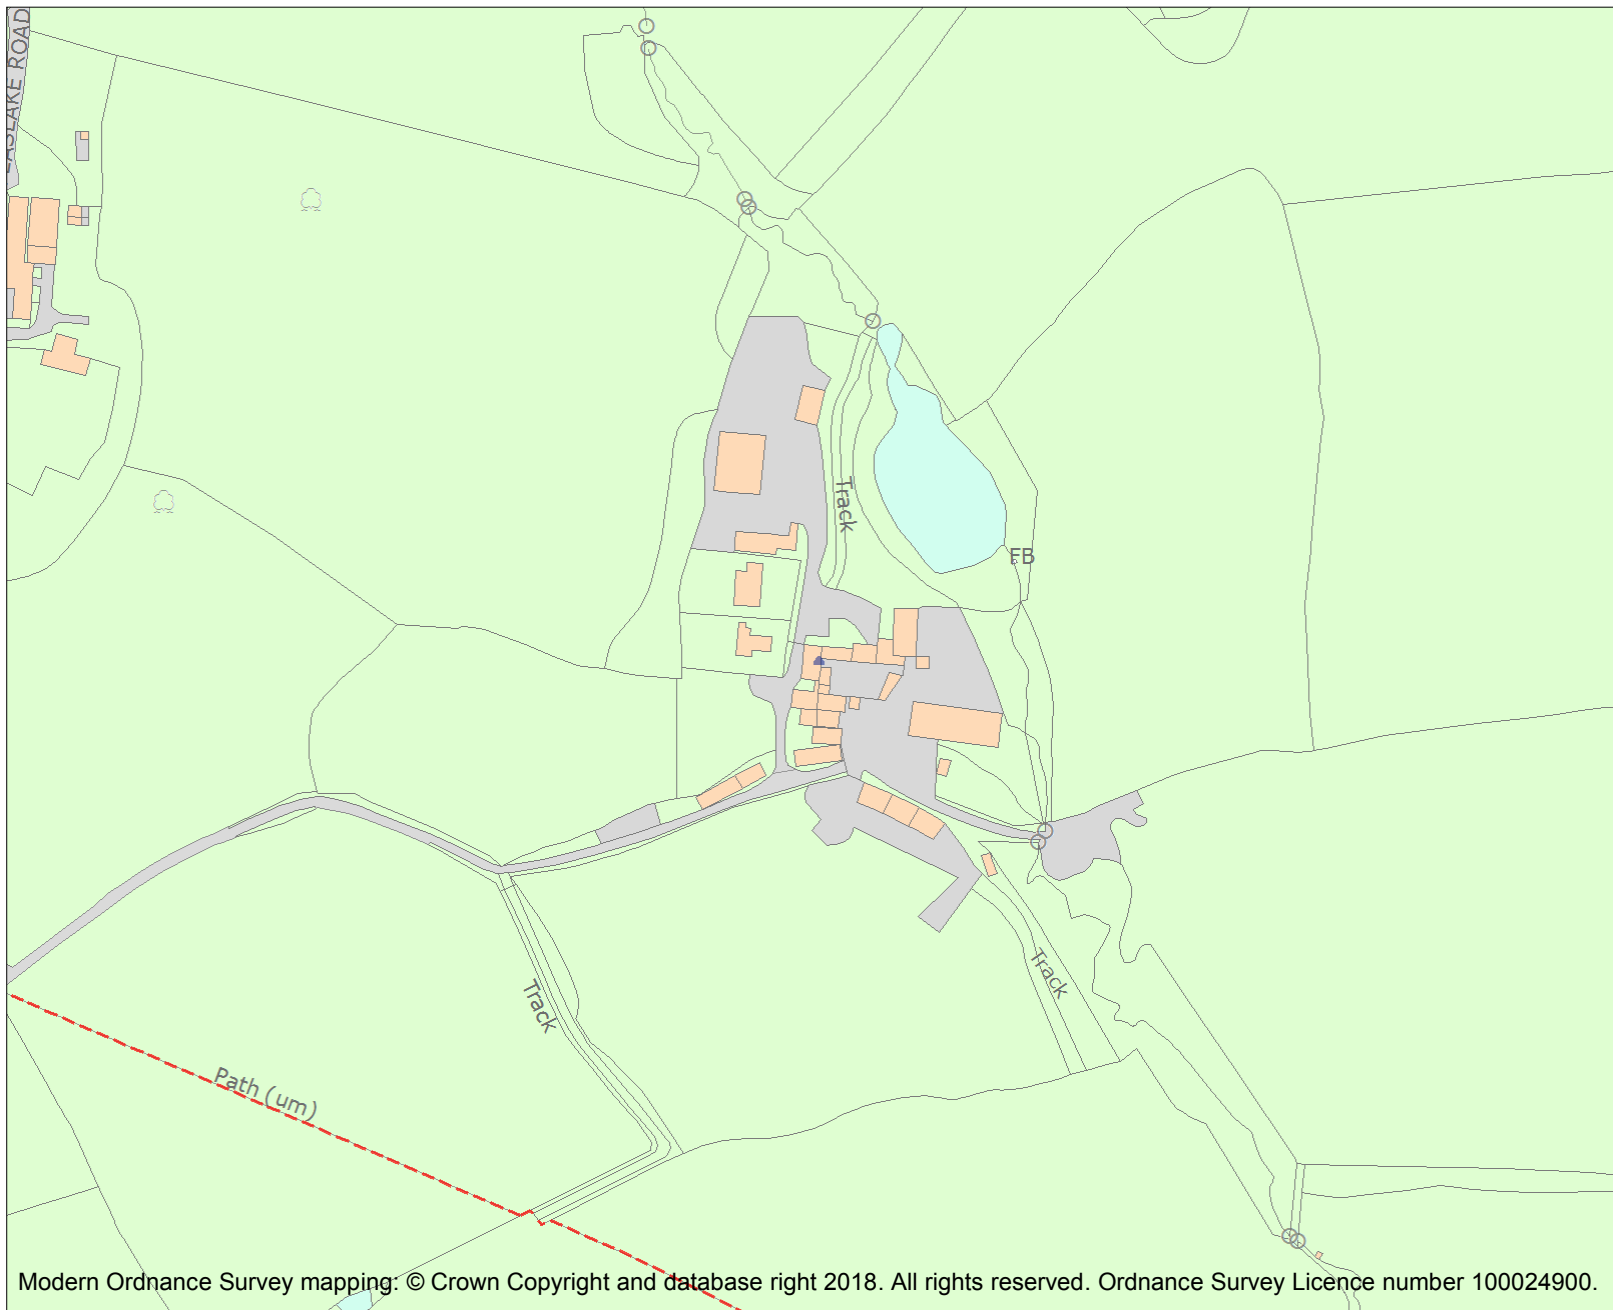 EASLAKE ROAD
Track
FB
Track
Track
Path (um)
Modern Ordnance Survey mapping: © Crown Copyright and database right 2018. All rights reserved. Ordnance Survey Licence number 100024900.